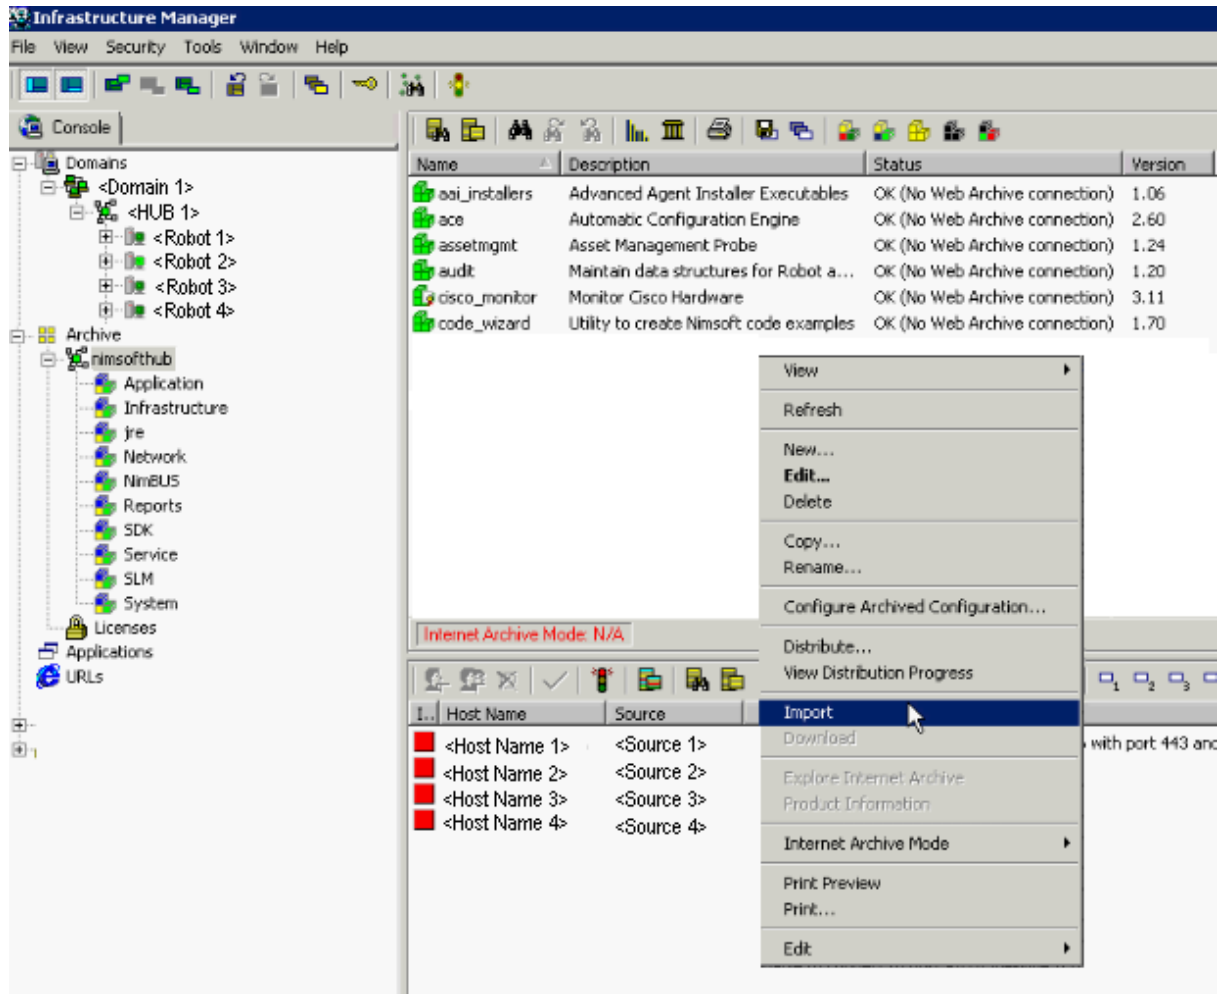 Infrastructure Manager
File View Security Tools Window Help
Console
Domains
<Domain 1>
<HUB 1>
<Robot 1>
<Robot 2>
<Robot 3>
<Robot 4>
Archive
nimsofthub
Application
Infrastructure
jre
Network
NimBUS
Reports
SDK
Service
SLM
System
Licenses
Applications
URLs
Name Description Status Version
aai_installers Advanced Agent Installer Executables OK (No Web Archive connection) 1.06
ace Automatic Configuration Engine OK (No Web Archive connection) 2.60
assetmgmt Asset Management Probe OK (No Web Archive connection) 1.24
audit Maintain data structures for Robot a... OK (No Web Archive connection) 1.20
cisco_monitor Monitor Cisco Hardware OK (No Web Archive connection) 3.11
code_wizard Utility to create Nimsoft code examples OK (No Web Archive connection) 1.70
View
Refresh
New...
Edit...
Delete
Copy...
Rename...
Configure Archived Configuration...
Distribute...
View Distribution Progress
Import
Download
Explore Internet Archive
Product Information
Internet Archive Mode
Print Preview
Print...
Edit
Internet Archive Mode: N/A
1 2 3
I... Host Name Source
<Host Name 1> <Source 1> with port 443 and
<Host Name 2> <Source 2>
<Host Name 3> <Source 3>
<Host Name 4> <Source 4>